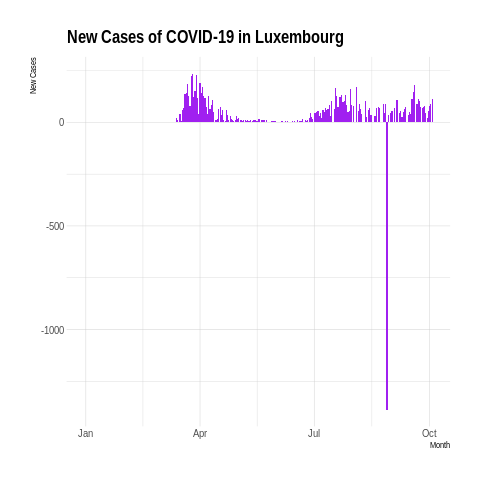 New Cases of COVID-19 in Luxembourg
New Cases
0
-500
-1000
Jan Apr Jul Oct
Month